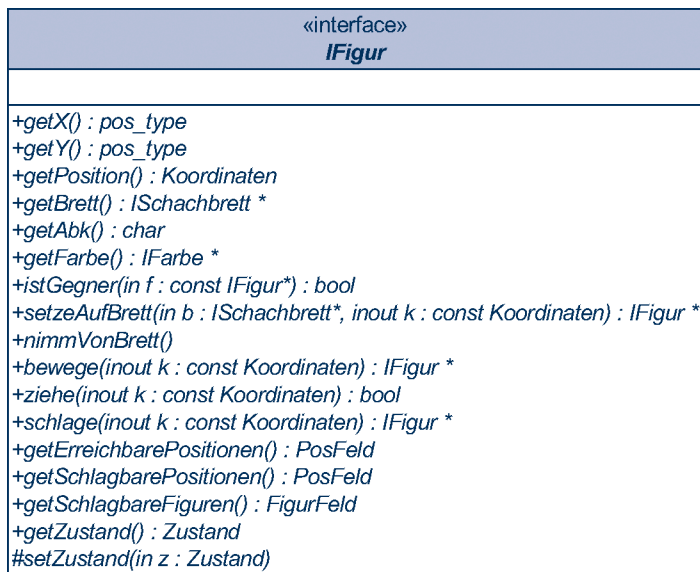 «interface»
IFigur
+getX() : pos_type
+getY() : pos_type
+getPosition() : Koordinaten
+getBrett() : ISchachbrett *
+getAbk() : char
+getFarbe() : IFarbe *
+istGegner(in f : const IFigur*) : bool
+setzeAufBrett(in b : ISchachbrett*, inout k : const Koordinaten) : IFigur *
+nimmVonBrett()
+bewege(inout k : const Koordinaten) : IFigur *
+ziehe(inout k : const Koordinaten) : bool
+schlage(inout k : const Koordinaten) : IFigur *
+getErreichbarePositionen() : PosFeld
+getSchlagbarePositionen() : PosFeld
+getSchlagbareFiguren() : FigurFeld
+getZustand() : Zustand
#setZustand(in z : Zustand)